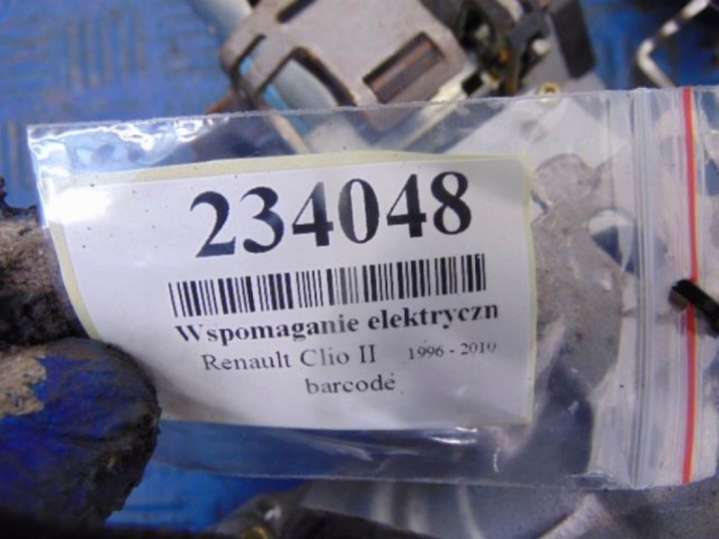 234048
Wspomaganie elektryczn
Renault Clio II 1996 - 2010
barcode